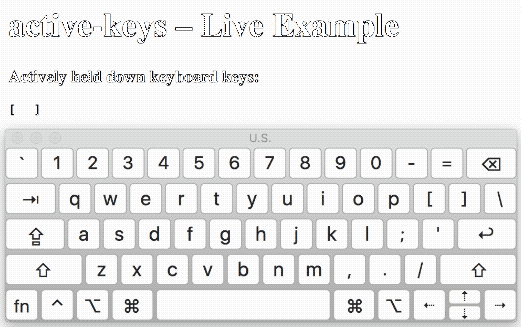 active-keys – Live Example
Actively held down keyboard keys:
[ ]
U.S.
` 1 2 3 4 5 6 7 8 9 0 - = ⌫
⇥ q w e r t y u i o p [ ] \
⇪ a s d f g h j k l ; ' ↩
⇧ z x c v b n m , . / ⇧
fn ^ ⌥ ⌘ ⌘ ⌥ ← ↑ ↓ →